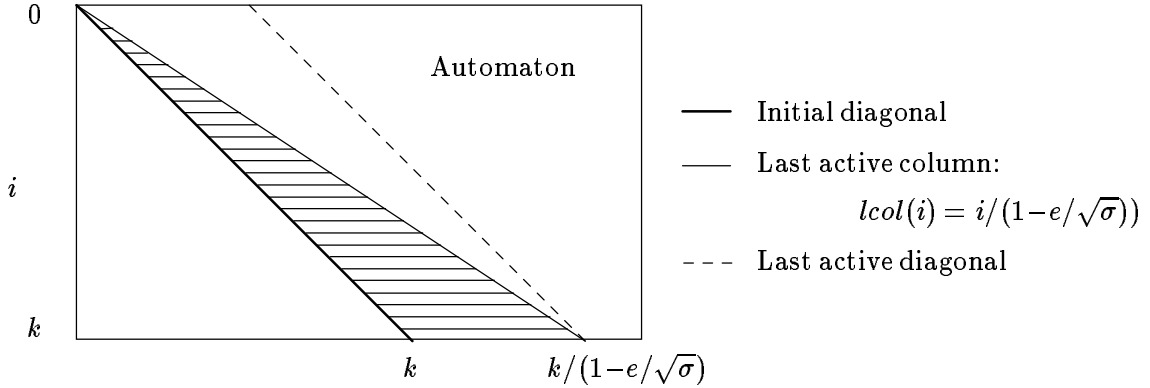 0
Automaton
Initial diagonal
Last active column:
i
lcol(i) = i/(1−e/√σ))
Last active diagonal
k
k
k/(1−e/√σ)